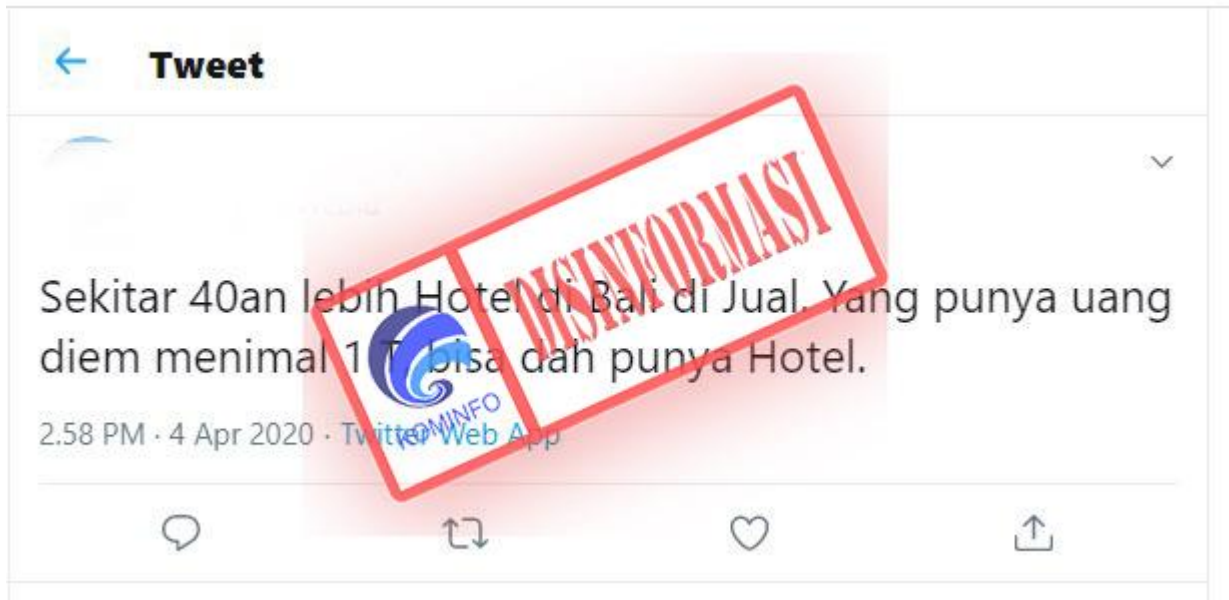 Tweet
Sekitar 40an lebih Hotel di Bali di Jual. Yang punya uang
diem menimal 1 T bisa dah punya Hotel.
2.58 PM · 4 Apr 2020 · Twitter Web App
KOMINFO
DISINFORMASI